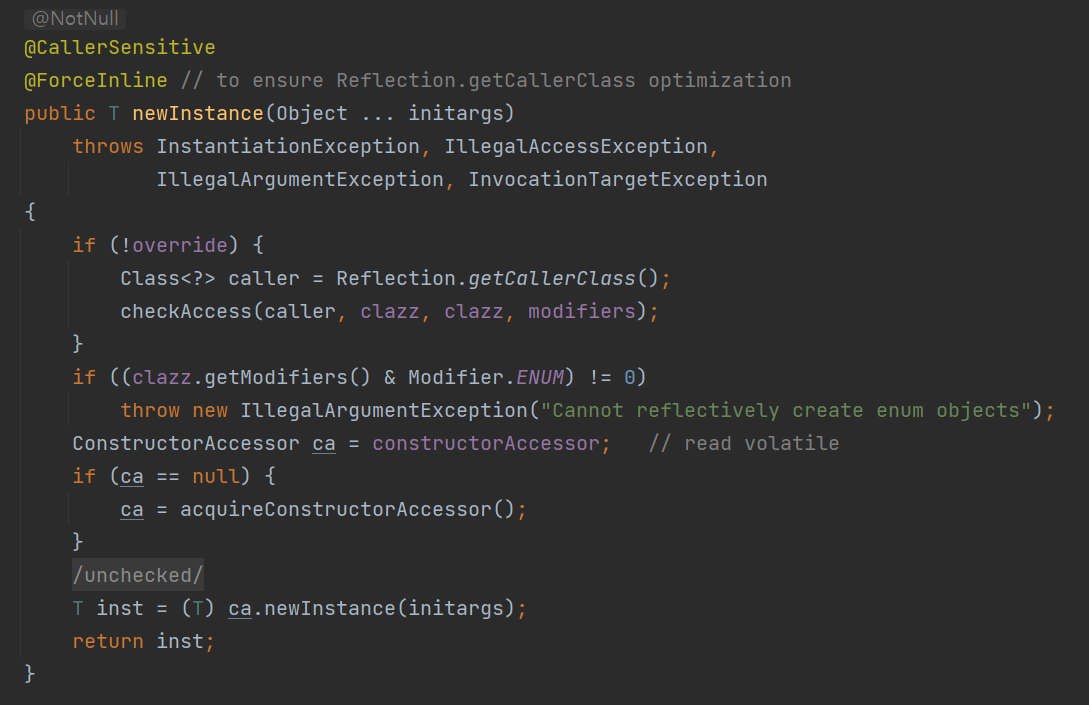 @NotNull
@CallerSensitive
@ForceInline // to ensure Reflection.getCallerClass optimization
public T newInstance(Object ... initargs)
    throws InstantiationException, IllegalAccessException,
           IllegalArgumentException, InvocationTargetException
{
    if (!override) {
        Class<?> caller = Reflection.getCallerClass();
        checkAccess(caller, clazz, clazz, modifiers);
    }
    if ((clazz.getModifiers() & Modifier.ENUM) != 0)
        throw new IllegalArgumentException("Cannot reflectively create enum objects");
    ConstructorAccessor ca = constructorAccessor;   // read volatile
    if (ca == null) {
        ca = acquireConstructorAccessor();
    }
    /unchecked/
    T inst = (T) ca.newInstance(initargs);
    return inst;
}